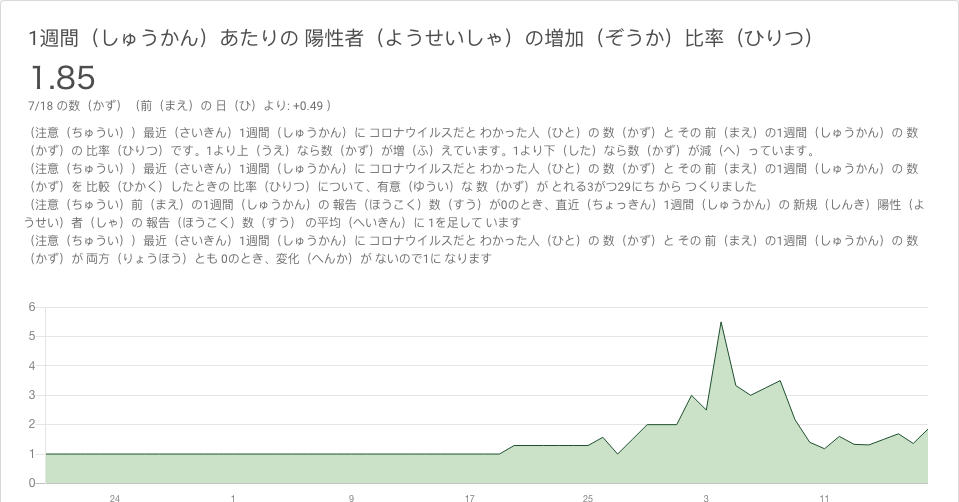 1週間（しゅうかん）あたりの 陽性者（ようせいしゃ）の増加（ぞうか）比率（ひりつ）
1.85
7/18 の数（かず）（前（まえ）の 日（ひ）より: +0.49 ）
（注意（ちゅうい））最近（さいきん）1週間（しゅうかん）に コロナウイルスだと わかった人（ひと）の 数（かず）と その 前（まえ）の1週間（しゅうかん）の 数
（かず）の 比率（ひりつ）です。1より上（うえ）なら数（かず）が増（ふ）えています。1より下（した）なら数（かず）が減（へ）っています。
（注意（ちゅうい））最近（さいきん）1週間（しゅうかん）に コロナウイルスだと わかった人（ひと）の 数（かず）と その 前（まえ）の1週間（しゅうかん）の 数
（かず）を 比較（ひかく）したときの 比率（ひりつ）について、有意（ゆうい）な 数（かず）が とれる3がつ29にち から つくりました
（注意（ちゅうい））前（まえ）の1週間（しゅうかん）の 報告（ほうこく）数（すう）が0のとき、直近（ちょっきん）1週間（しゅうかん）の 新規（しんき）陽性（よ
うせい）者（しゃ）の 報告（ほうこく）数（すう） の平均（へいきん）に 1を足して います
（注意（ちゅうい））最近（さいきん）1週間（しゅうかん）に コロナウイルスだと わかった人（ひと）の 数（かず）と その 前（まえ）の1週間（しゅうかん）の 数
（かず）が 両方（りょうほう）とも 0のとき、変化（へんか）が ないので1に なります
6
5
4
3
2
1
0
24 1 9 17 25 3 11